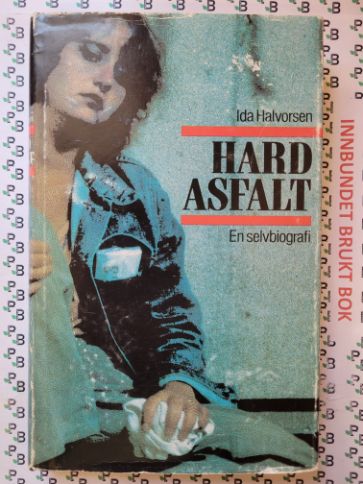 Ida Halvorsen
HARD
ASFALT
En selvbiografi
INNBUNDET BRUKT BOK